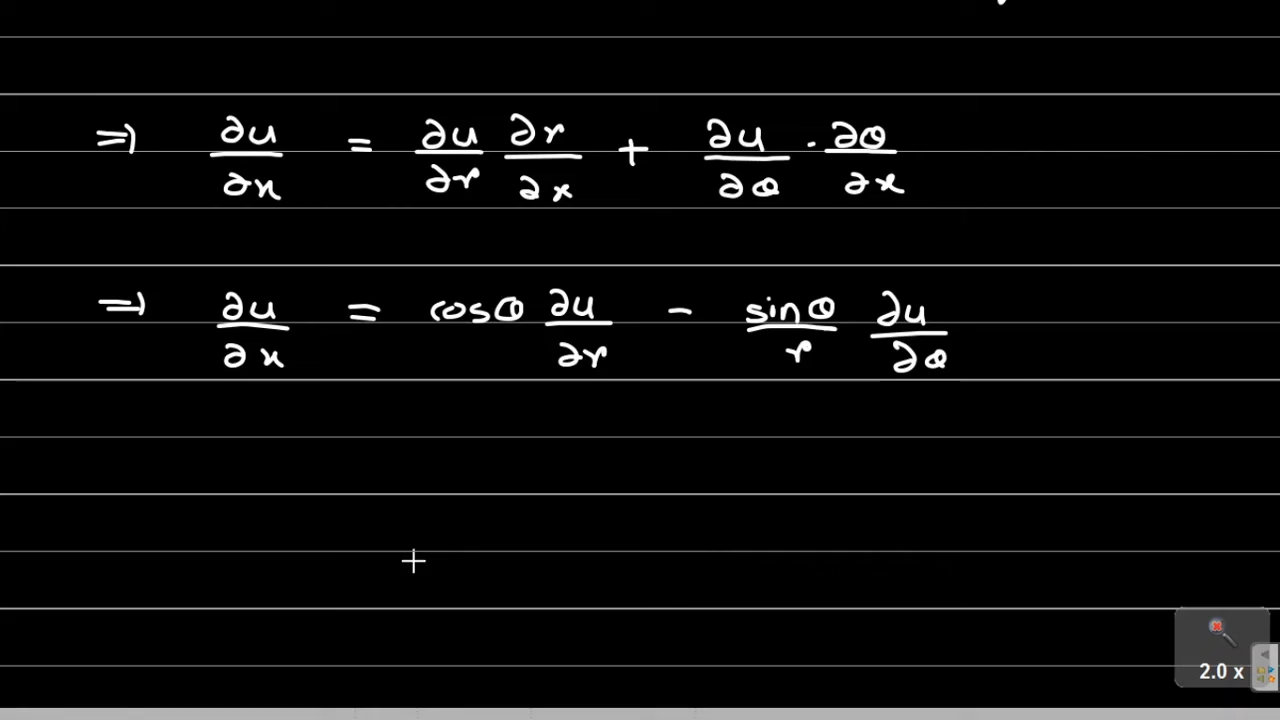 ⇒ ∂u/∂x = ∂u/∂r ∂r/∂x + ∂u/∂θ · ∂θ/∂x
⇒ ∂u/∂x = cosθ ∂u/∂r - sinθ/r ∂u/∂θ
2.0 x